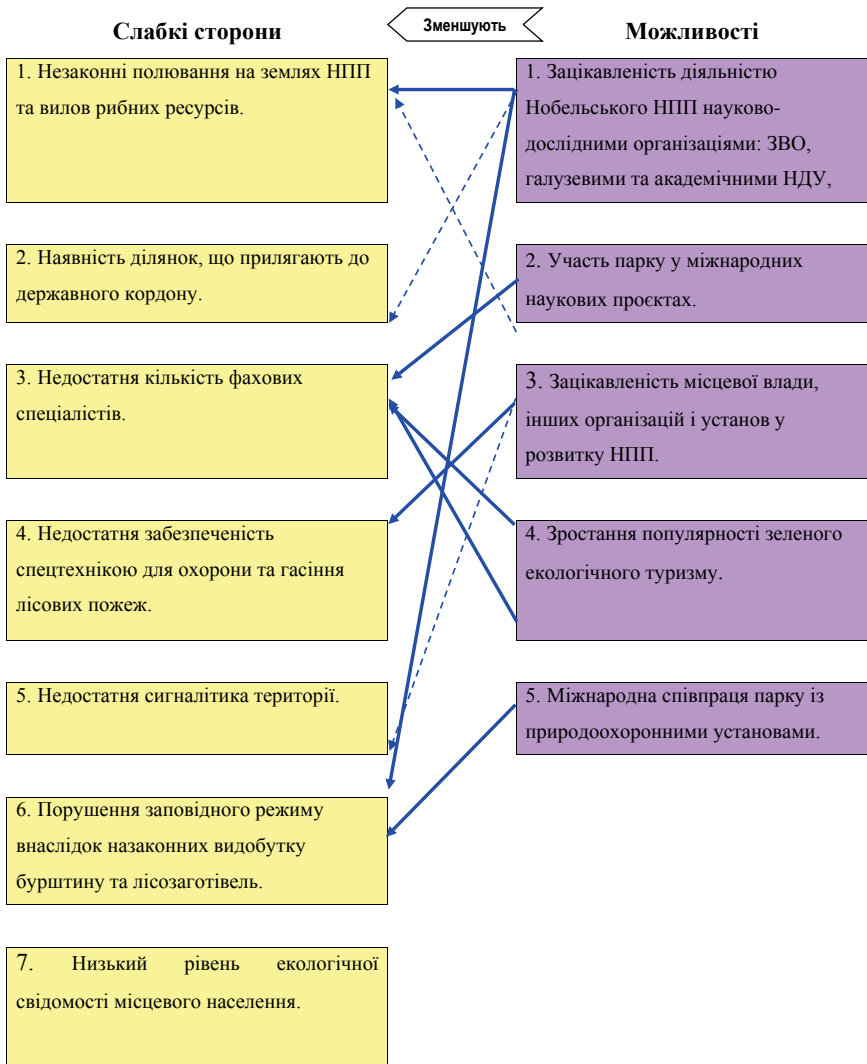 Слабкі сторони
Зменшують
Можливості
1. Незаконні полювання на землях НПП
та вилов рибних ресурсів.
2. Наявність ділянок, що прилягають до
державного кордону.
3. Недостатня кількість фахових
спеціалістів.
4. Недостатня забезпеченість
спецтехнікою для охорони та гасіння
лісових пожеж.
5. Недостатня сигналітика території.
6. Порушення заповідного режиму
внаслідок назаконних видобутку
бурштину та лісозаготівель.
7. Низький рівень екологічної
свідомості місцевого населення.
1. Зацікавленість діяльністю
Нобельського НПП науково-
дослідними організаціями: ЗВО,
галузевими та академічними НДУ,
2. Участь парку у міжнародних
наукових проєктах.
3. Зацікавленість місцевої влади,
інших організацій і установ у
розвитку НПП.
4. Зростання популярності зеленого
екологічного туризму.
5. Міжнародна співпраця парку із
природоохоронними установами.